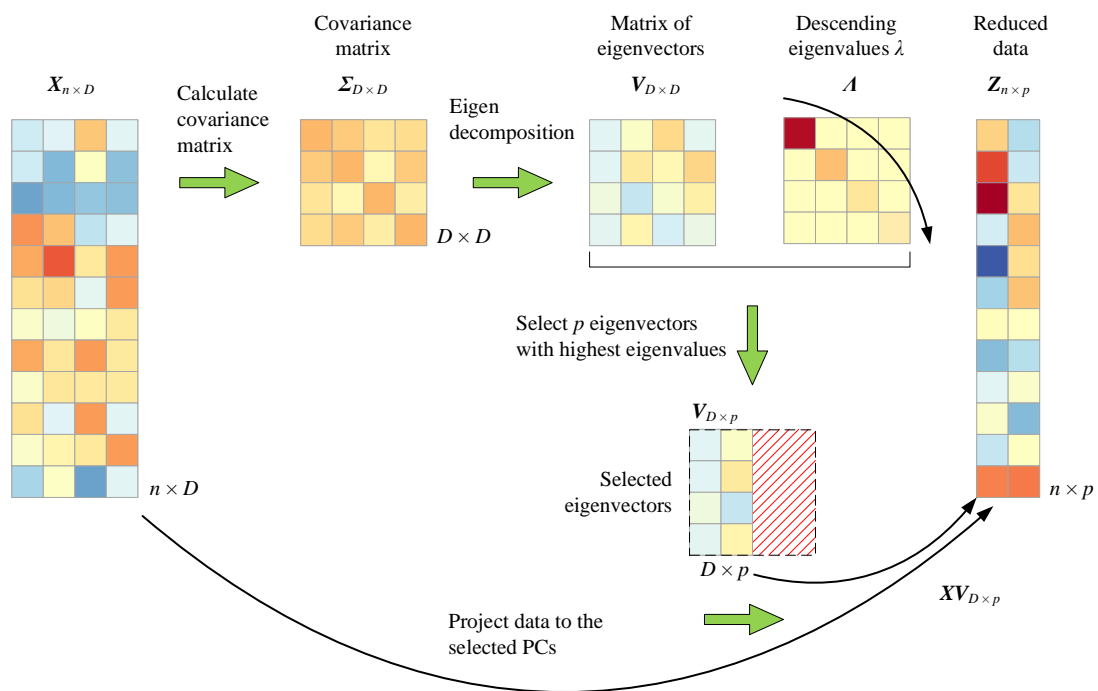 Covariance
matrix
Matrix of
eigenvectors
Descending
eigenvalues λ
Reduced
data
X n × D
Σ D × D
V D × D
Λ
Z n × p
Calculate
covariance
matrix
Eigen
decomposition
D × D
Select p eigenvectors
with highest eigenvalues
V D × p
Selected
eigenvectors
n × D
n × p
D × p
XV D × p
Project data to the
selected PCs